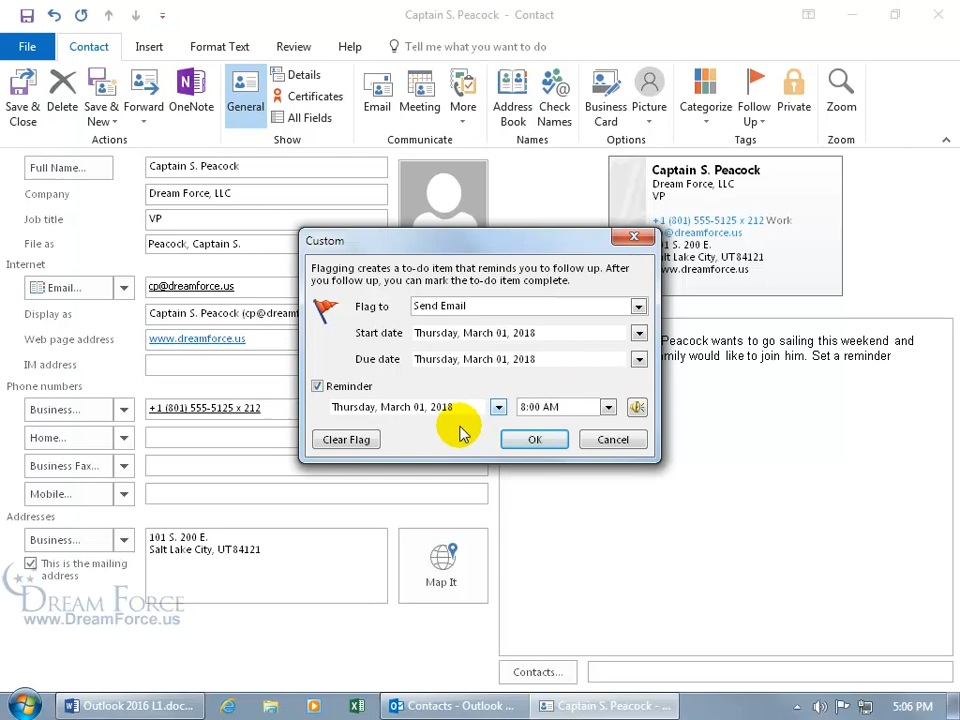 Captain S. Peacock - Contact
File
Contact
Insert
Format Text
Review
Help
Tell me what you want to do
Save & Close
Delete
Save & New
Forward
OneNote
General
Details
Certificates
All Fields
Email
Meeting
More
Address Book
Check Names
Business Card
Picture
Categorize
Follow Up
Private
Zoom
Actions
Show
Communicate
Names
Options
Tags
Zoom
Full Name...
Captain S. Peacock
Company
Dream Force, LLC
Job title
VP
File as
Peacock, Captain S.
Internet
Email...
cp@dreamforce.us
Display as
Captain S. Peacock (cp@dreamforce
Web page address
www.dreamforce.us
IM address
Phone numbers
Business...
+1 (801) 555-5125 x 212
Home...
Business Fax...
Mobile...
Addresses
Business...
101 S. 200 E.
Salt Lake City, UT84121
This is the mailing
address
Map It
Captain S. Peacock
Dream Force, LLC
VP
+1 (801) 555-5125 x 212 Work
@dreamforce.us
101 S. 200 E.
Salt Lake City, UT84121
www.dreamforce.us
Peacock wants to go sailing this weekend and
family would like to join him. Set a reminder
Contacts...
Custom
Flagging creates a to-do item that reminds you to follow up. After
you follow up, you can mark the to-do item complete.
Flag to
Send Email
Start date
Thursday, March 01, 2018
Due date
Thursday, March 01, 2018
Reminder
Thursday, March 01, 2018
8:00 AM
Clear Flag
OK
Cancel
DREAM FORCE
www.DreamForce.us
Outlook 2016 L1.doc...
Contacts - Outlook ...
Captain S. Peacock - ...
5:06 PM